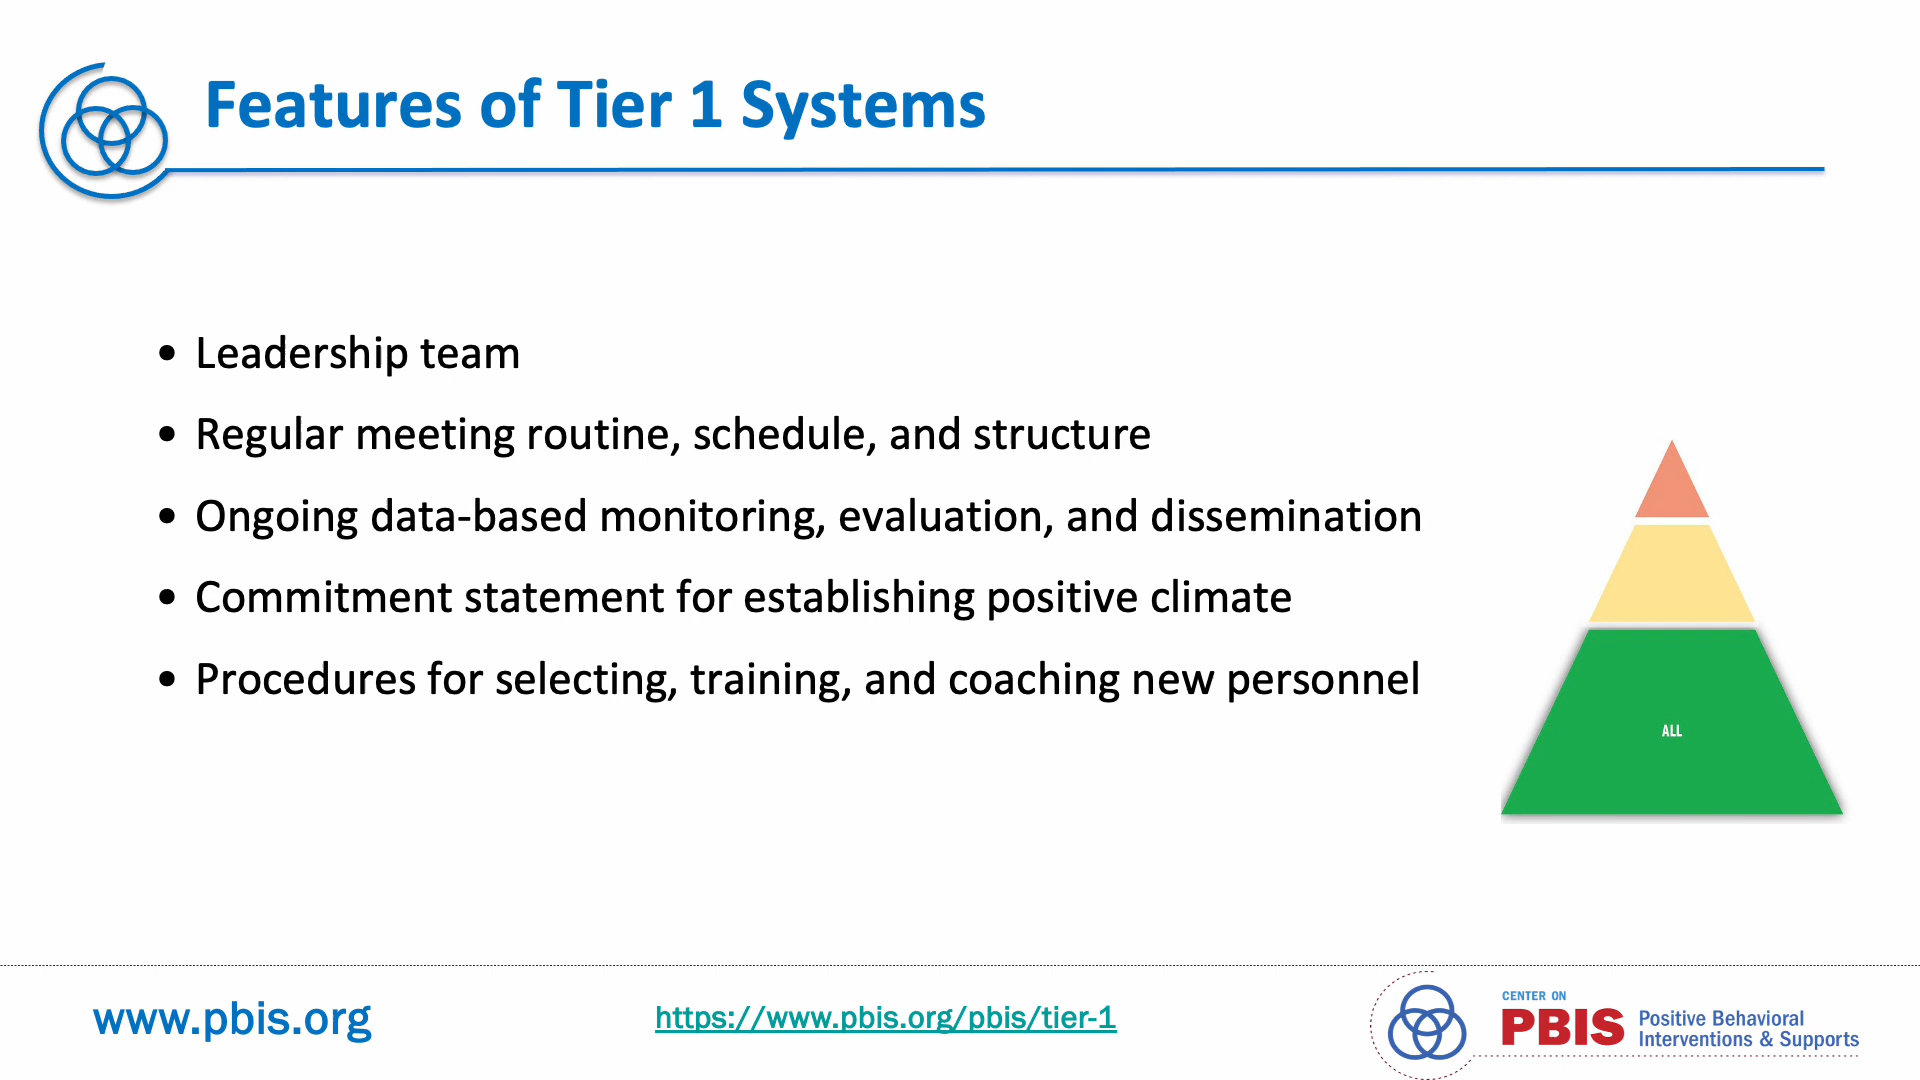 Features of Tier 1 Systems
• Leadership team
• Regular meeting routine, schedule, and structure
• Ongoing data-based monitoring, evaluation, and dissemination
• Commitment statement for establishing positive climate
• Procedures for selecting, training, and coaching new personnel
ALL
www.pbis.org
https://www.pbis.org/pbis/tier-1
CENTER ON
PBIS
Positive Behavioral
Interventions & Supports